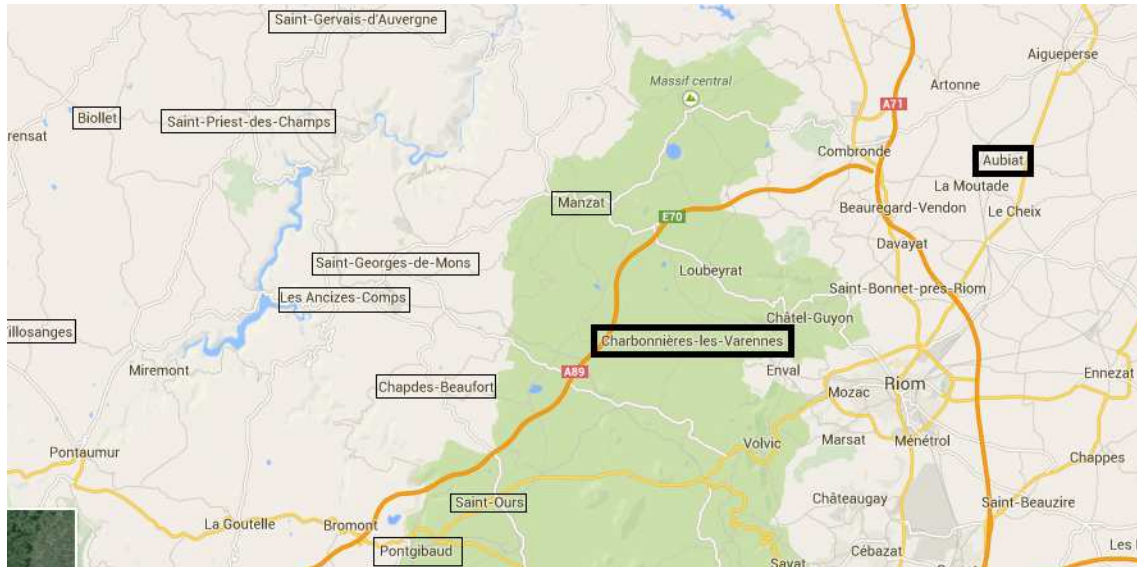 Saint-Gervais-d'Auvergne
Aigueperse
Massif central
Artonne
A71
Biollet
Saint-Priest-des-Champs
rensat
Combronde
Aubiat
La Moutade
Manzat
Beauregard-Vendon
Le Cheix
E70
Davayat
Saint-Georges-de-Mons
Loubeyrat
Saint-Bonnet-près-Riom
Les Ancizes-Comps
Châtel-Guyon
illosanges
Charbonnières-les-Varennes
Miremont
A89
Enval
Ennezat
Chapdes-Beaufort
Riom
Mozac
Volvic
Marsat
Ménétrol
Pontaumur
Chappes
Saint-Ours
Châteaugay
Saint-Beauzire
La Goutelle
Bromont
Pontgibaud
Cébazat
Les
Sayat